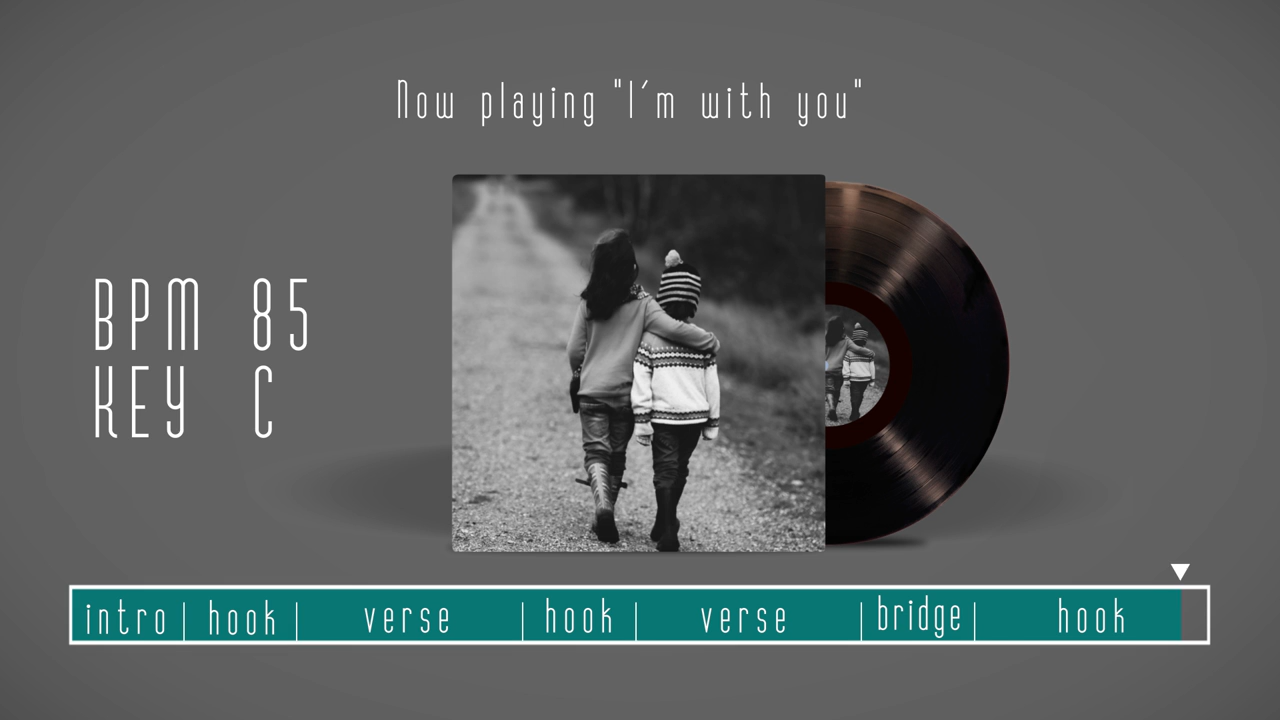 Now playing "I´m with you"
BPM 85
KEY C
intro | hook | verse | hook | verse | bridge | hook